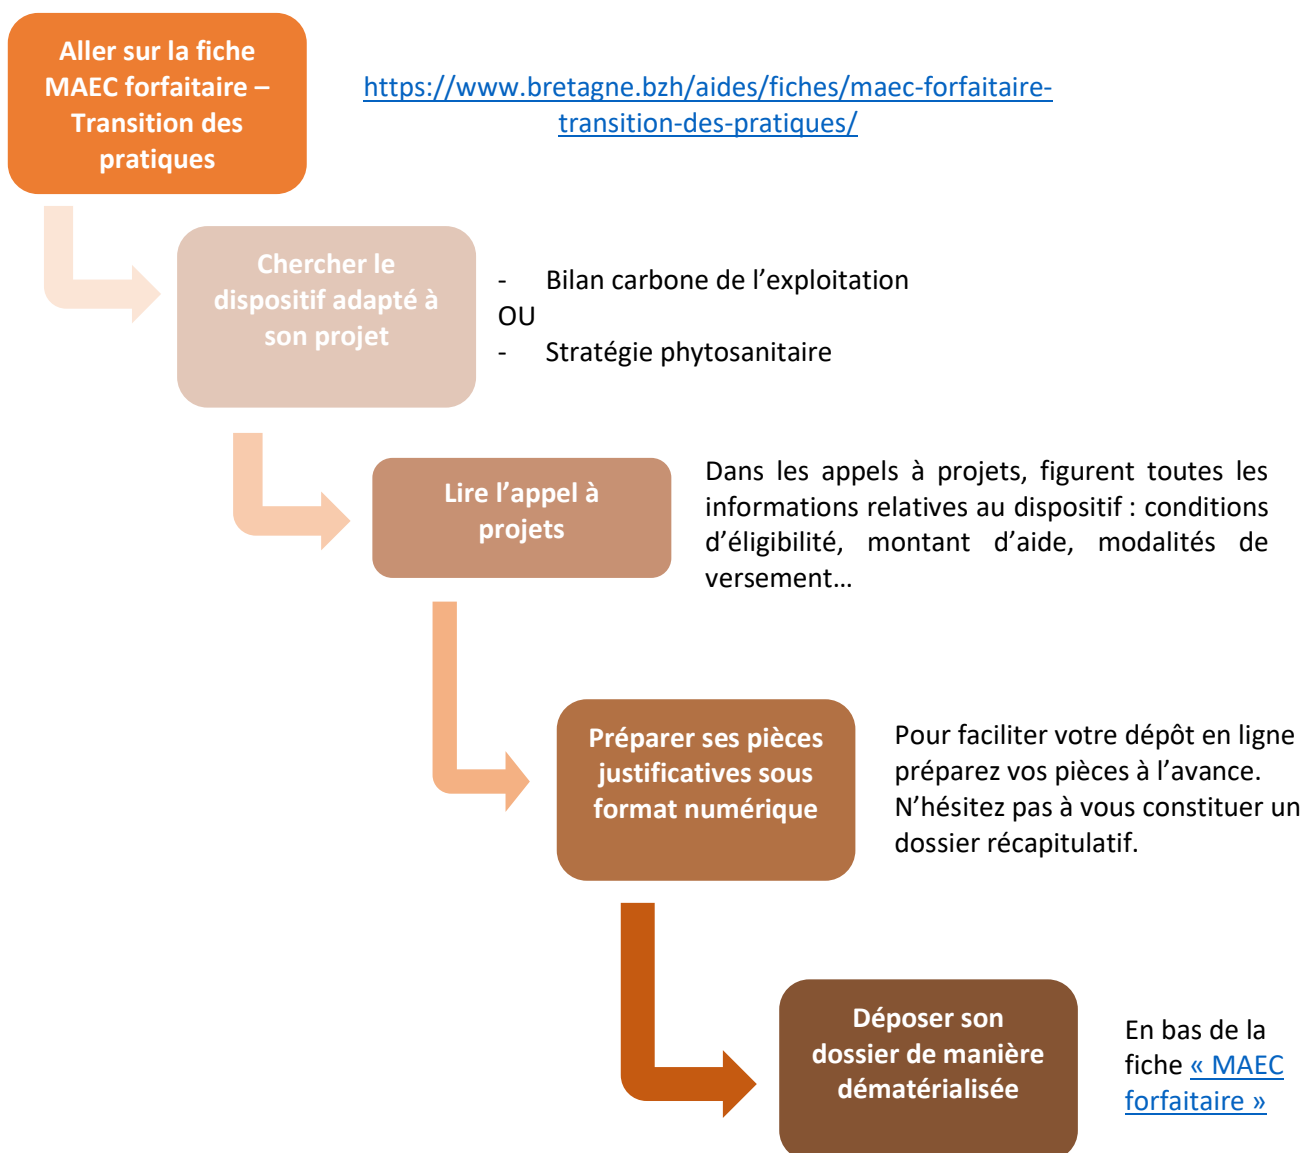 Aller sur la fiche
MAEC forfaitaire –
Transition des
pratiques
https://www.bretagne.bzh/aides/fiches/maec-forfaitaire-
transition-des-pratiques/
Chercher le
dispositif adapté à
son projet
- Bilan carbone de l’exploitation
OU
- Stratégie phytosanitaire
Lire l’appel à
projets
Dans les appels à projets, figurent toutes les
informations relatives au dispositif : conditions
d’éligibilité, montant d’aide, modalités de
versement…
Préparer ses pièces
justificatives sous
format numérique
Pour faciliter votre dépôt en ligne
préparez vos pièces à l’avance.
N’hésitez pas à vous constituer un
dossier récapitulatif.
Déposer son
dossier de manière
dématérialisée
En bas de la
fiche « MAEC
forfaitaire »